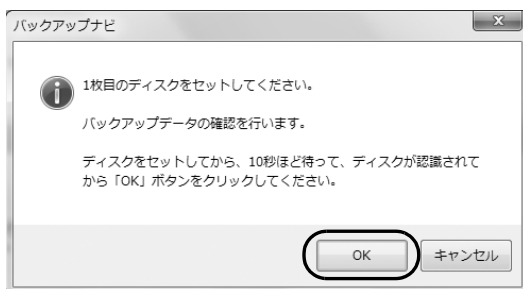 バックアップナビ
1枚目のディスクをセットしてください。
バックアップデータの確認を行います。
ディスクをセットしてから、10秒ほど待って、ディスクが認識されて
から「OK」ボタンをクリックしてください。
OK キャンセル